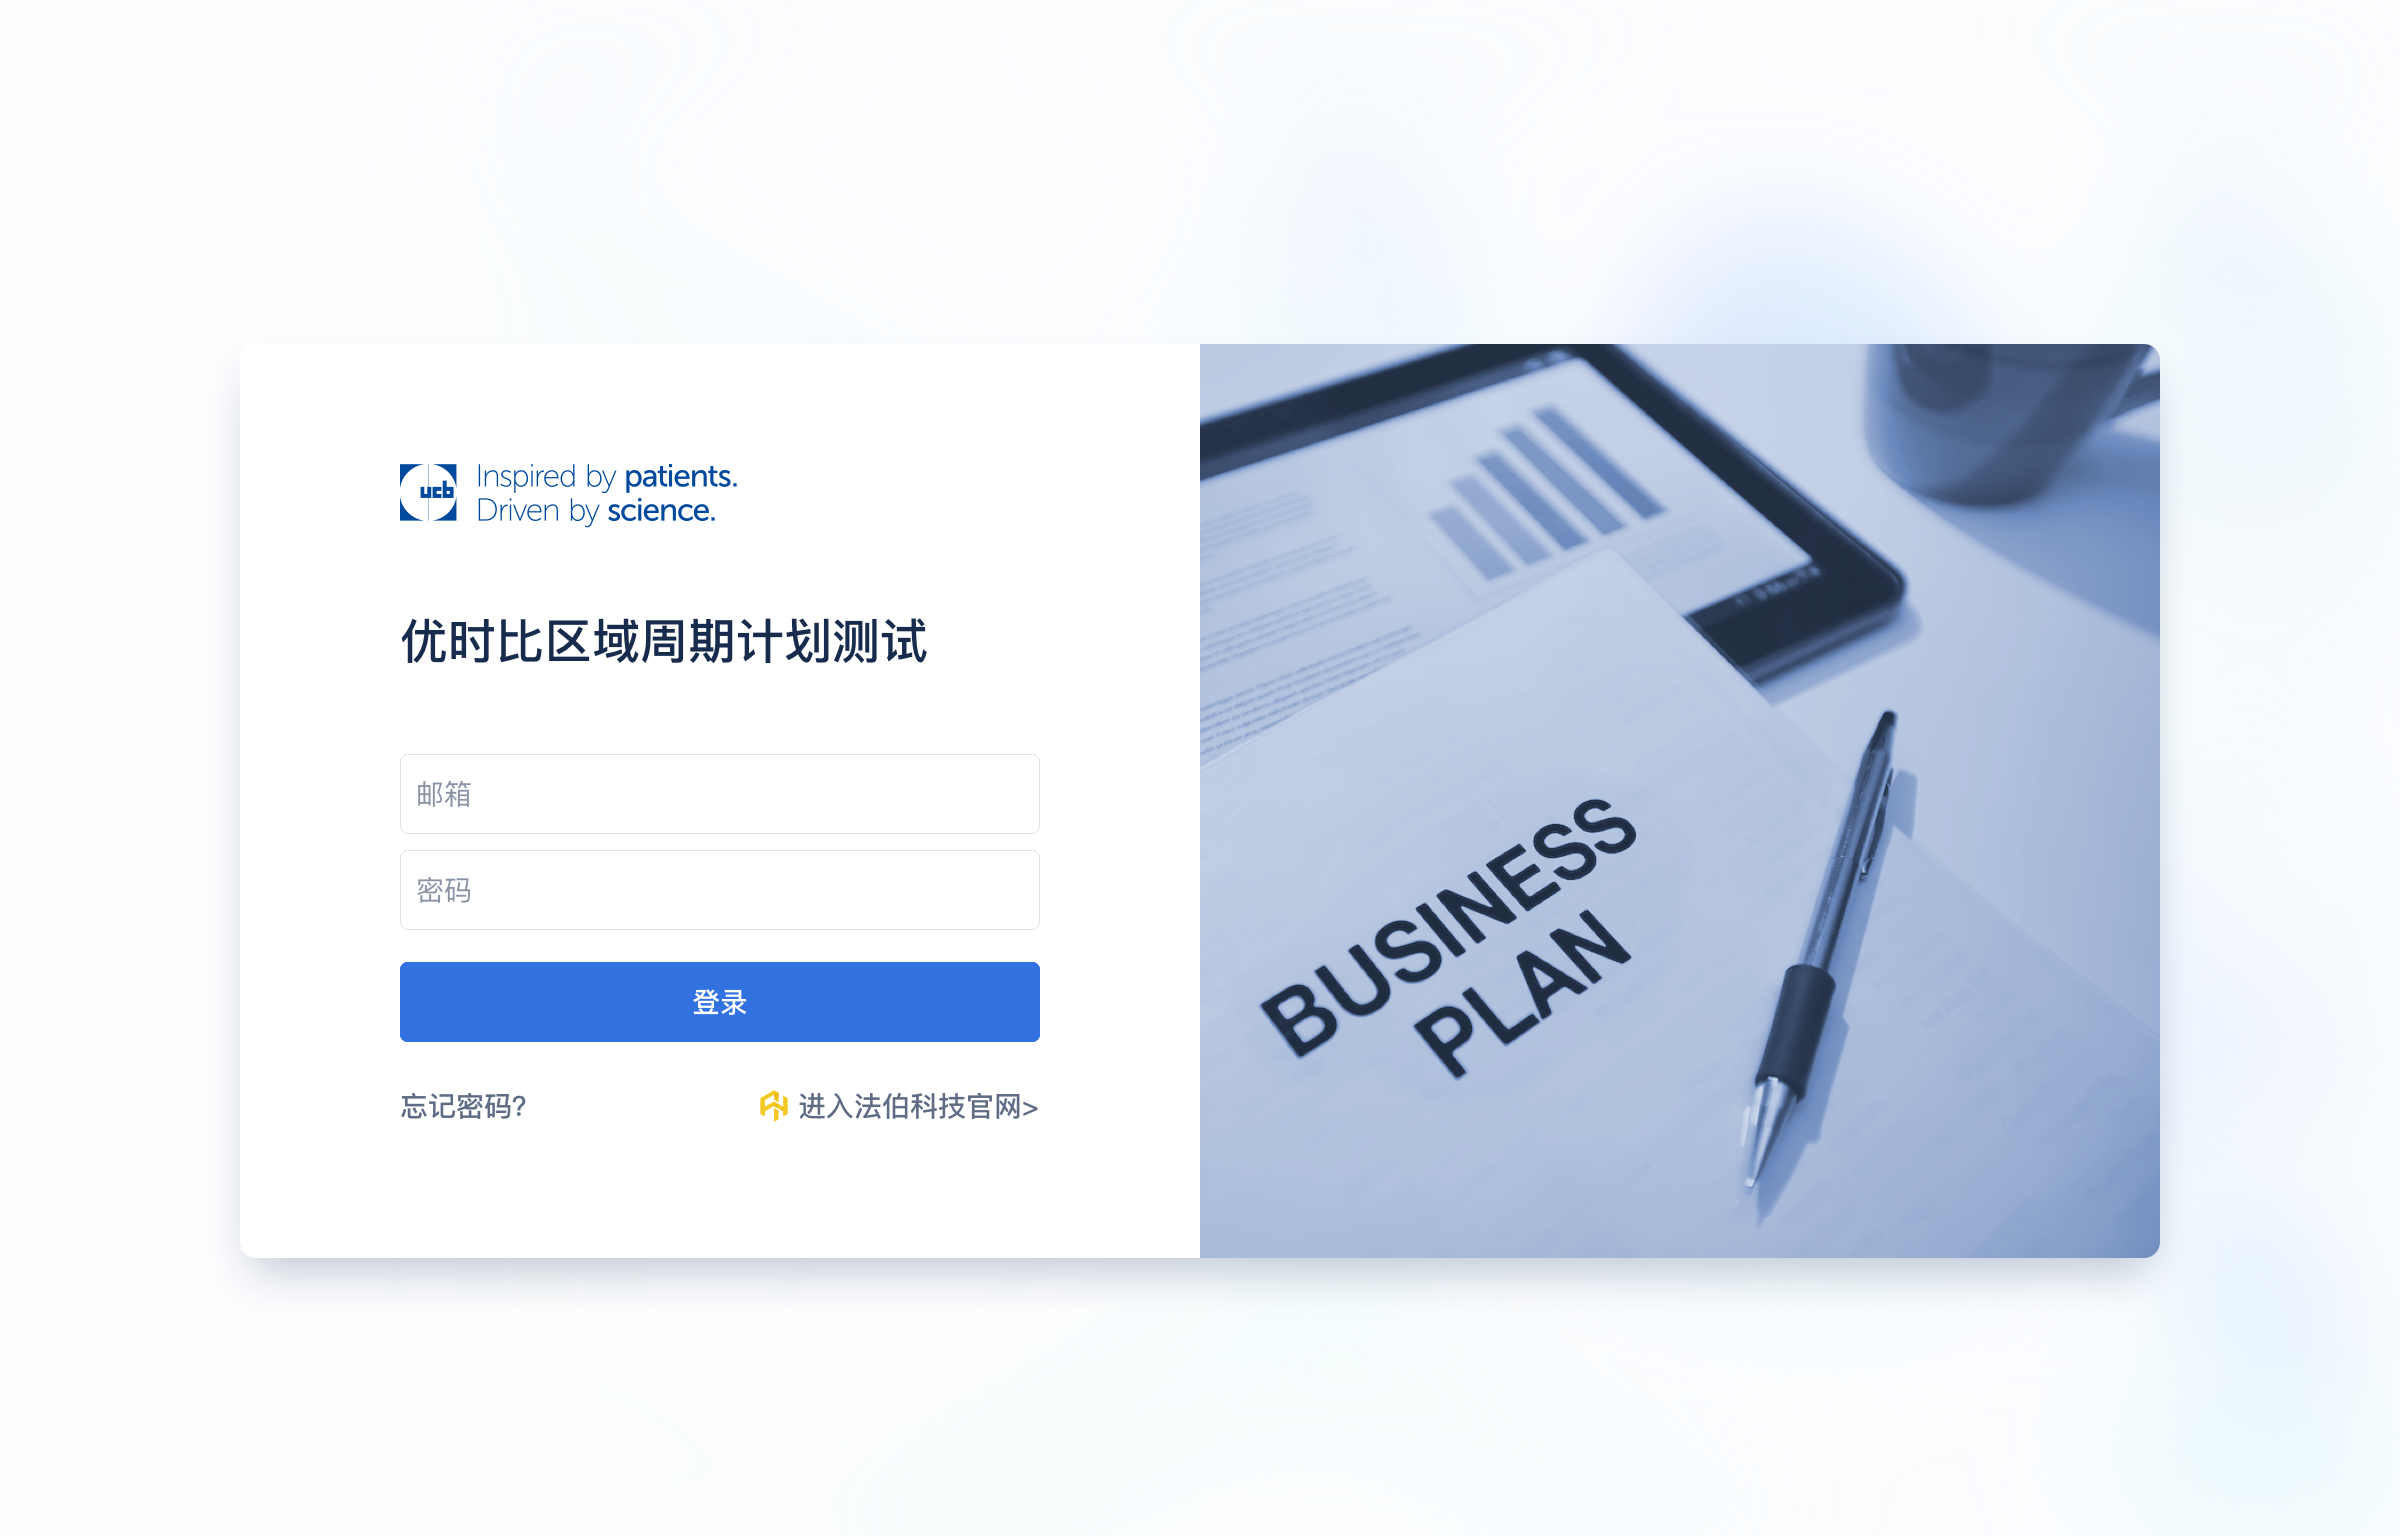 ucb
Inspired by patients.
Driven by science.
优时比区域周期计划测试
邮箱
密码
登录
忘记密码?
进入法伯科技官网>
BUSINESS
PLAN